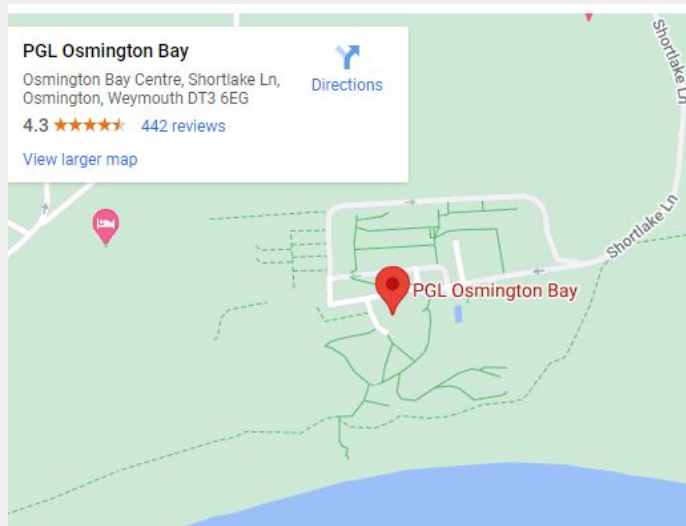 PGL Osmington Bay
Osmington Bay Centre, Shortlake Ln,
Osmington, Weymouth DT3 6EG
Directions
4.3
442 reviews
View larger map
Shortlake Ln
Shortlake Ln
PGL Osmington Bay